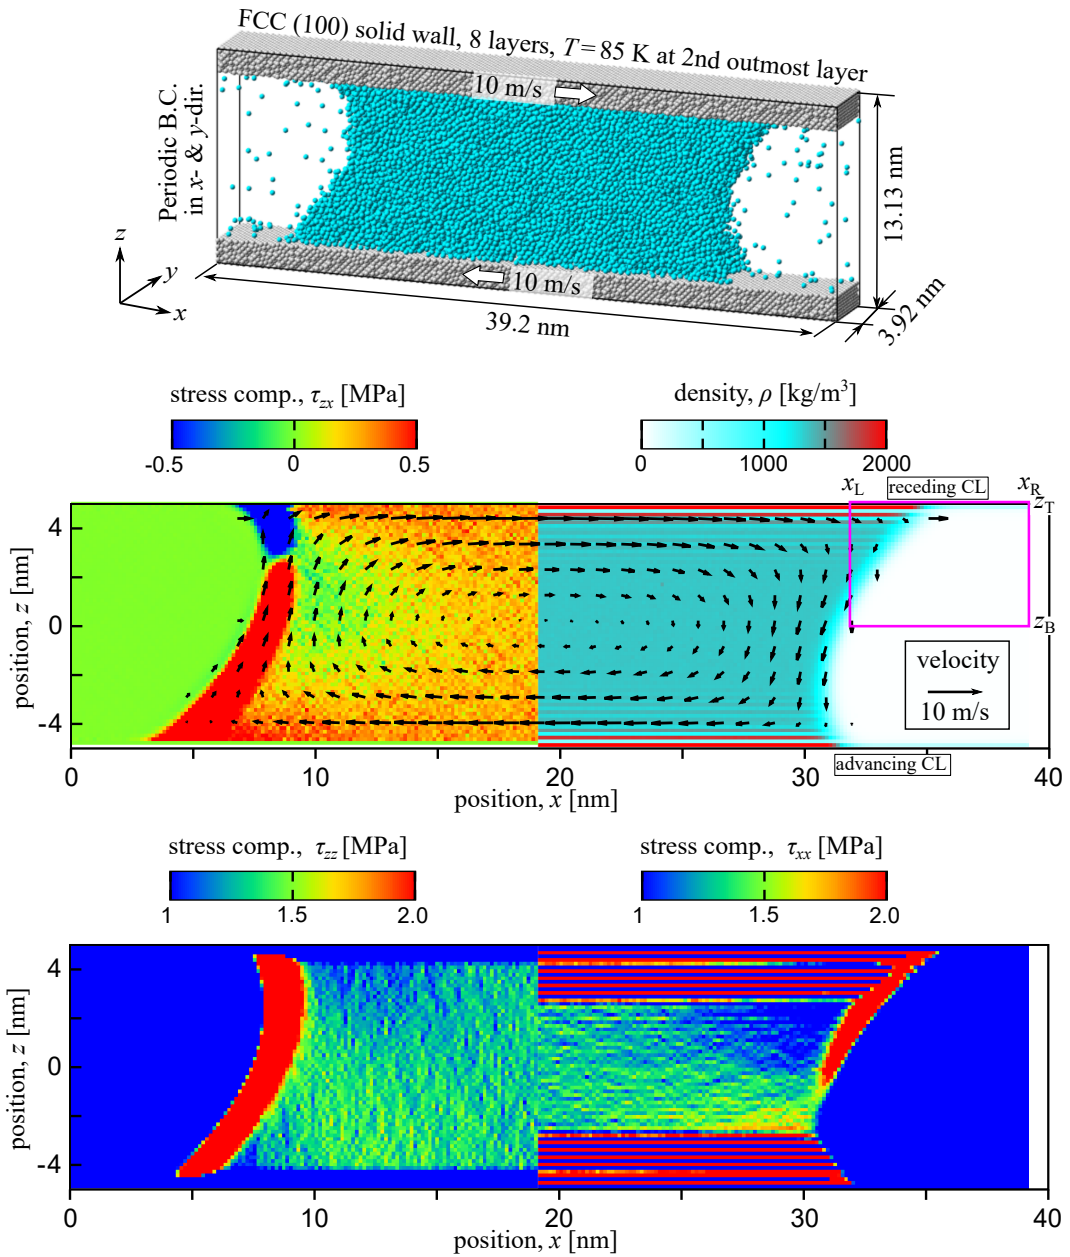 FCC (100) solid wall, 8 layers, T=85 K at 2nd outmost layer
10 m/s
Periodic B.C.
in x- & y-dir.
13.13 nm
z
y
x
10 m/s
39.2 nm
3.92 nm
stress comp., τzx [MPa]
-0.5 0 0.5
density, ρ [kg/m³]
0 1000 2000
xL receding CL xR
zT
4
0
-4
position, z [nm]
zB
velocity
10 m/s
advancing CL
0 10 20 30 40
position, x [nm]
stress comp., τzz [MPa]
1 1.5 2.0
stress comp., τxx [MPa]
1 1.5 2.0
4
0
-4
position, z [nm]
0 10 20 30 40
position, x [nm]